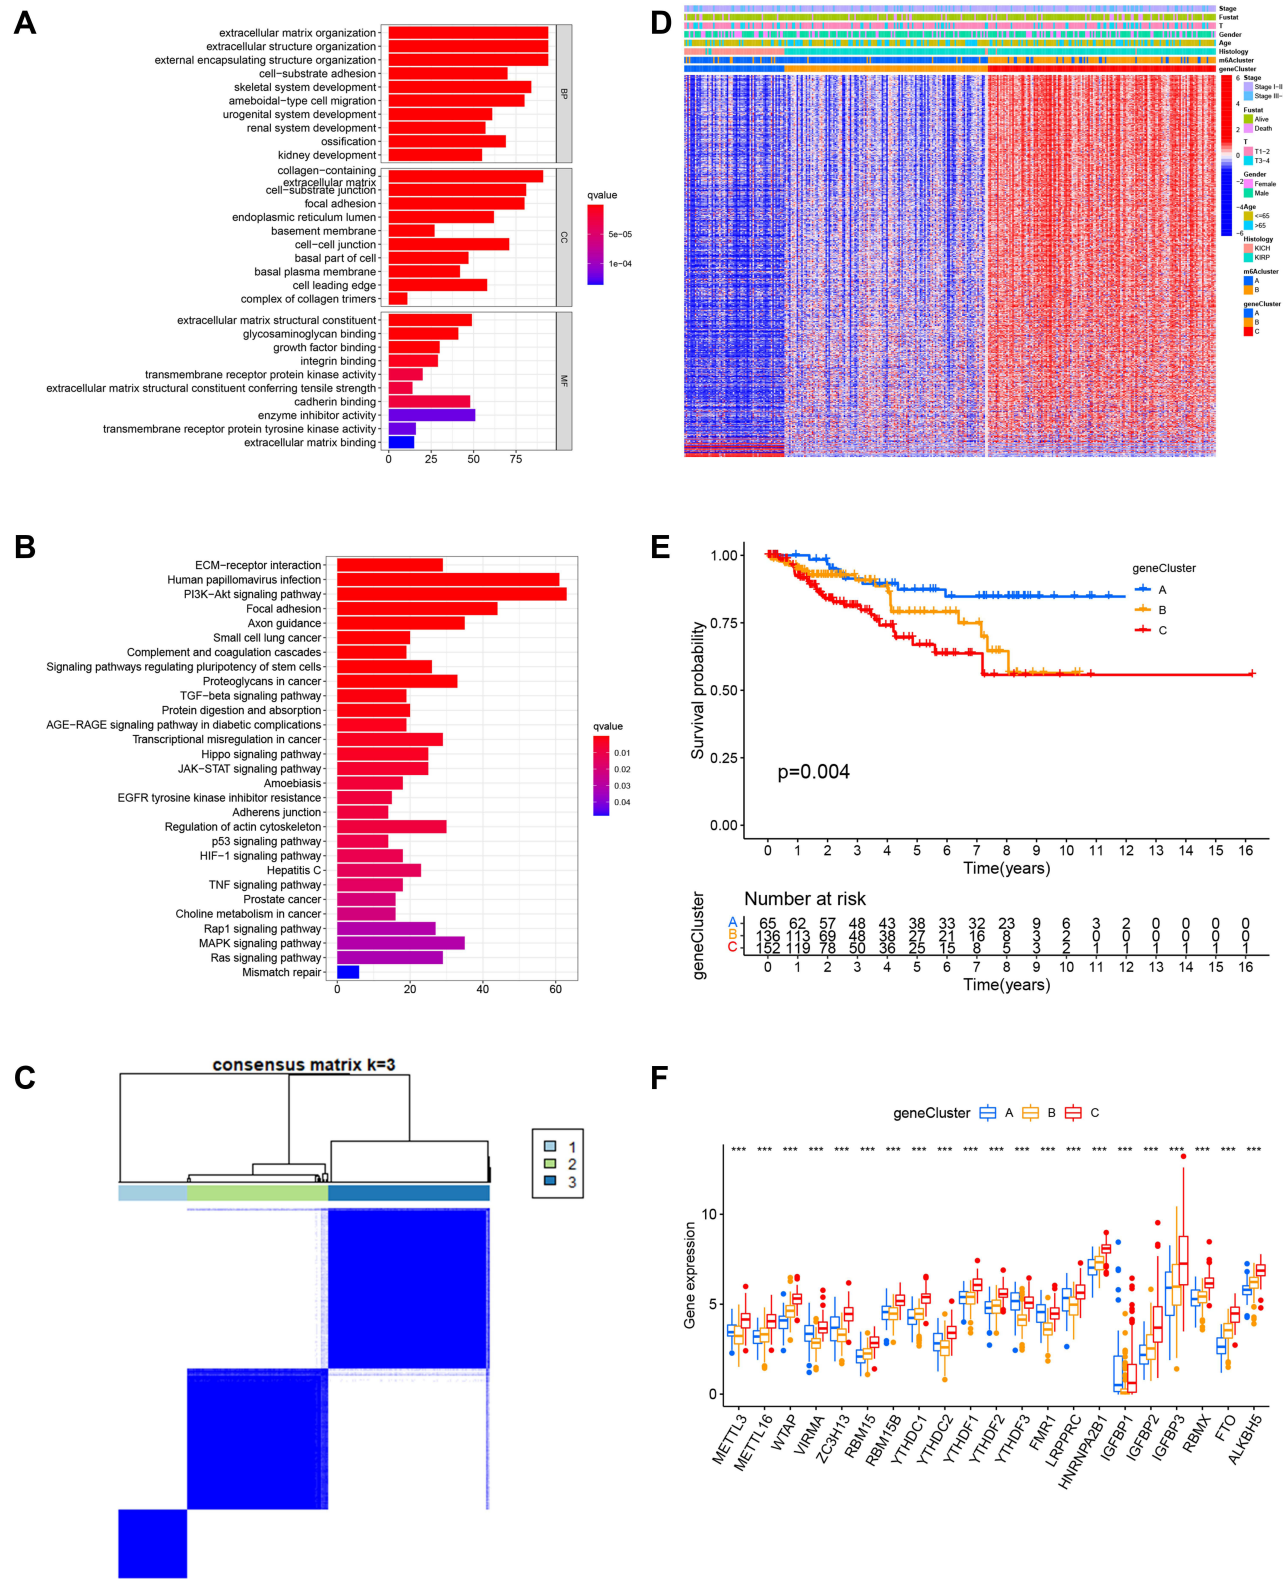 A
extracellular matrix organization
extracellular structure organization
external encapsulating structure organization
cell−substrate adhesion
skeletal system development
ameboidal−type cell migration
urogenital system development
renal system development
ossification
kidney development
BP
collagen−containing
extracellular matrix
cell−substrate junction
focal adhesion
endoplasmic reticulum lumen
basement membrane
cell−cell junction
basal part of cell
basal plasma membrane
cell leading edge
complex of collagen trimers
CC
extracellular matrix structural constituent
glycosaminoglycan binding
growth factor binding
integrin binding
transmembrane receptor protein kinase activity
extracellular matrix structural constituent conferring tensile strength
cadherin binding
enzyme inhibitor activity
transmembrane receptor protein tyrosine kinase activity
extracellular matrix binding
MF
0 25 50 75
qvalue
5e−05
1e−04
B
ECM−receptor interaction
Human papillomavirus infection
PI3K−Akt signaling pathway
Focal adhesion
Axon guidance
Small cell lung cancer
Complement and coagulation cascades
Signaling pathways regulating pluripotency of stem cells
Proteoglycans in cancer
TGF−beta signaling pathway
Protein digestion and absorption
AGE−RAGE signaling pathway in diabetic complications
Transcriptional misregulation in cancer
Hippo signaling pathway
JAK−STAT signaling pathway
Amoebiasis
EGFR tyrosine kinase inhibitor resistance
Adherens junction
Regulation of actin cytoskeleton
p53 signaling pathway
HIF−1 signaling pathway
Hepatitis C
TNF signaling pathway
Prostate cancer
Choline metabolism in cancer
Rap1 signaling pathway
MAPK signaling pathway
Ras signaling pathway
Mismatch repair
0 20 40 60
qvalue
0.01
0.02
0.03
0.04
C
consensus matrix k=3
1
2
3
D
Stage
Fustat
T
Gender
Age
Histology
m6Acluster
geneCluster
6
4
2
0
−2
−4
−6
Stage
Stage I−II
Stage III−
Fustat
Alive
Death
T
T1−2
T3−4
Gender
Female
Male
Age
<=65
>65
Histology
KICH
KIRP
m6Acluster
A
B
geneCluster
A
B
C
E
Survival probability
1.00
0.75
0.50
0.25
0.00
p=0.004
geneCluster
A
B
C
0 1 2 3 4 5 6 7 8 9 10 11 12 13 14 15 16
Time(years)
Number at risk
geneCluster
A 65 62 57 48 43 38 33 32 23 9 6 3 2 0 0 0 0
B 136 113 69 48 38 27 21 16 8 3 2 0 0 0 0 0 0
C 152 119 78 50 36 25 15 8 8 3 2 1 1 1 1 1 1
0 1 2 3 4 5 6 7 8 9 10 11 12 13 14 15 16
Time(years)
F
geneCluster A B C
*** *** *** *** *** *** *** *** *** *** *** *** *** *** *** *** *** *** *** *** ***
Gene expression
10
5
0
METTL3
METTL16
WTAP
VIRMA
ZC3H13
RBM15
RBM15B
YTHDC1
YTHDC2
YTHDF1
YTHDF2
YTHDF3
FMR1
LRPPRC
HNRNPA2B1
IGFBP1
IGFBP2
IGFBP3
RBMX
FTO
ALKBH5